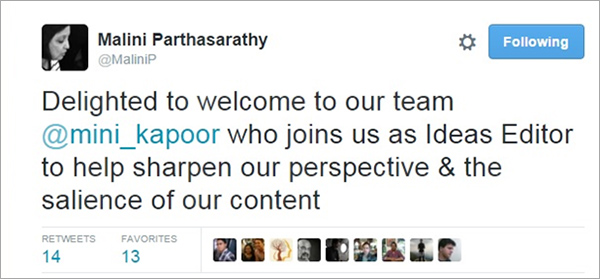 Malini Parthasarathy
@MaliniP
Following
Delighted to welcome to our team
@mini_kapoor who joins us as Ideas Editor
to help sharpen our perspective & the
salience of our content
RETWEETS FAVORITES
14 13